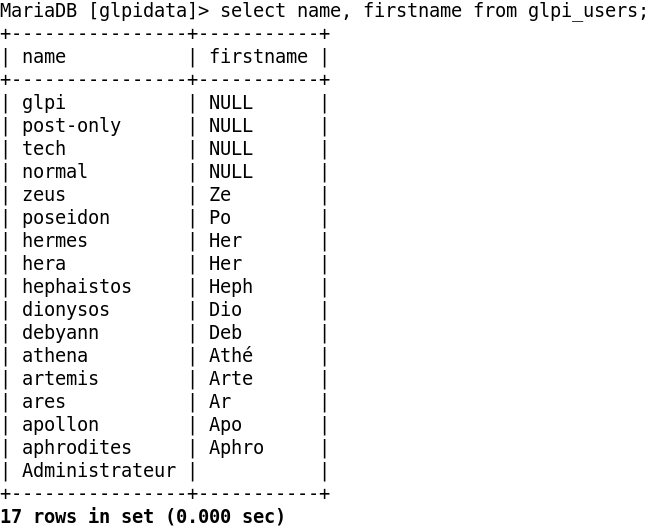 MariaDB [glpidata]> select name, firstname from glpi_users;
+----------------+-----------+
| name           | firstname |
+----------------+-----------+
| glpi           | NULL      |
| post-only      | NULL      |
| tech           | NULL      |
| normal         | NULL      |
| zeus           | Ze        |
| poseidon       | Po        |
| hermes         | Her       |
| hera           | Her       |
| hephaistos     | Heph      |
| dionysos       | Dio       |
| debyann        | Deb       |
| athena         | Athé      |
| artemis        | Arte      |
| ares           | Ar        |
| apollon        | Apo       |
| aphrodites     | Aphro     |
| Administrateur |           |
+----------------+-----------+
17 rows in set (0.000 sec)